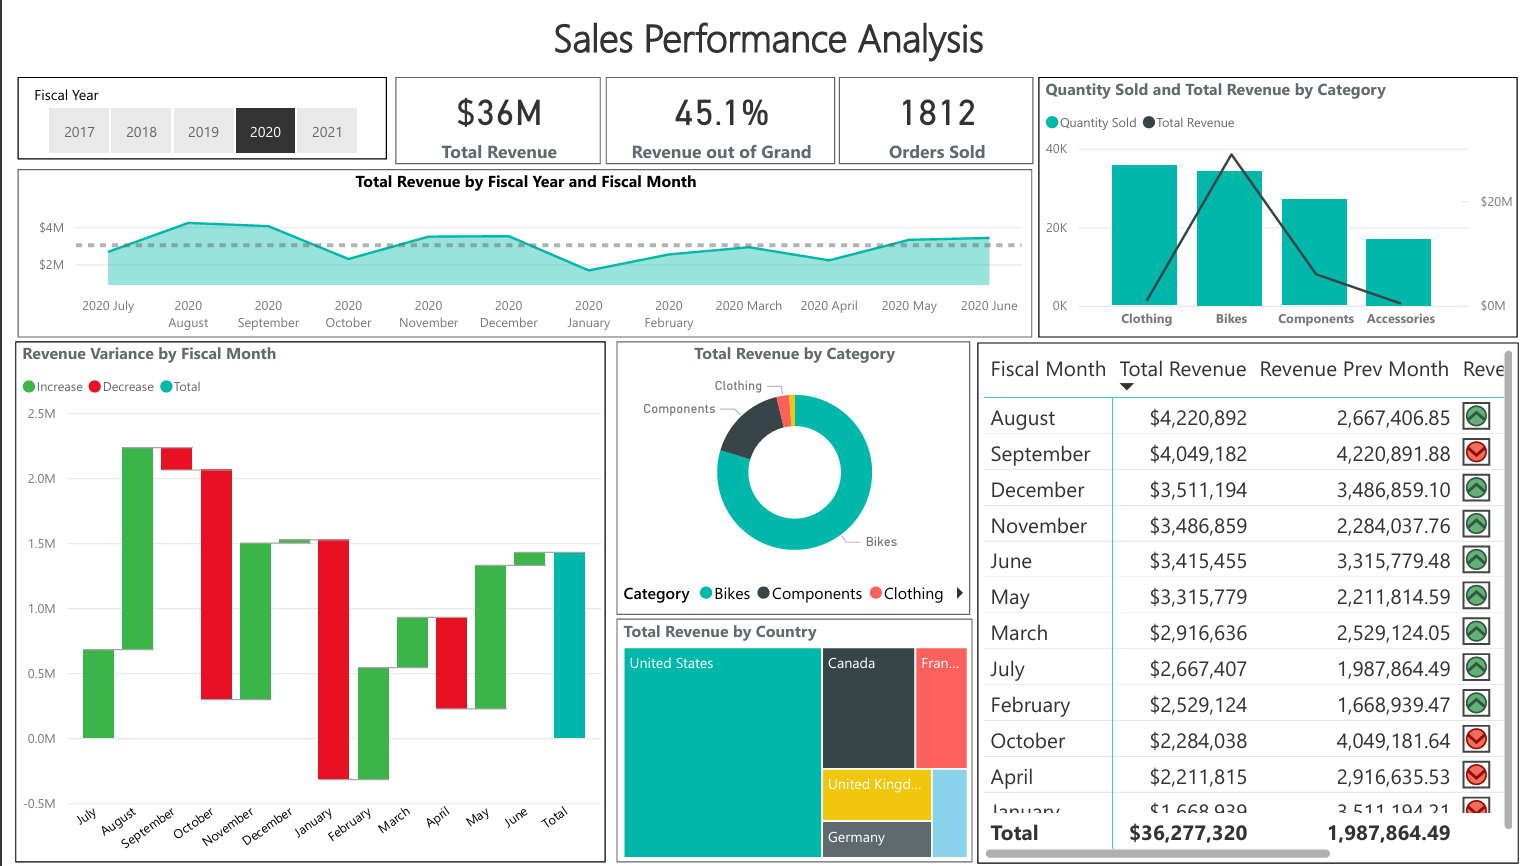 Sales Performance Analysis
Fiscal Year
2017 2018 2019 2020 2021
$36M
Total Revenue
45.1%
Revenue out of Grand
1812
Orders Sold
Total Revenue by Fiscal Year and Fiscal Month
$4M
$2M
2020 July
2020 August
2020 September
2020 October
2020 November
2020 December
2020 January
2020 February
2020 March
2020 April
2020 May
2020 June
Quantity Sold and Total Revenue by Category
Quantity Sold Total Revenue
40K
20K
0K
$20M
$0M
Clothing Bikes Components Accessories
Revenue Variance by Fiscal Month
Increase Decrease Total
2.5M
2.0M
1.5M
1.0M
0.5M
0.0M
-0.5M
July August September October November December January February March April May June Total
Total Revenue by Category
Clothing
Components
Bikes
Category Bikes Components Clothing
Total Revenue by Country
United States
Canada
Fran...
United Kingd...
Germany
Fiscal Month Total Revenue Revenue Prev Month Reve
August $4,220,892 2,667,406.85
September $4,049,182 4,220,891.88
December $3,511,194 3,486,859.10
November $3,486,859 2,284,037.76
June $3,415,455 3,315,779.48
May $3,315,779 2,211,814.59
March $2,916,636 2,529,124.05
July $2,667,407 1,987,864.49
February $2,529,124 1,668,939.47
October $2,284,038 4,049,181.64
April $2,211,815 2,916,635.53
January $1,668,939 3,511,194.21
Total $36,277,320 1,987,864.49